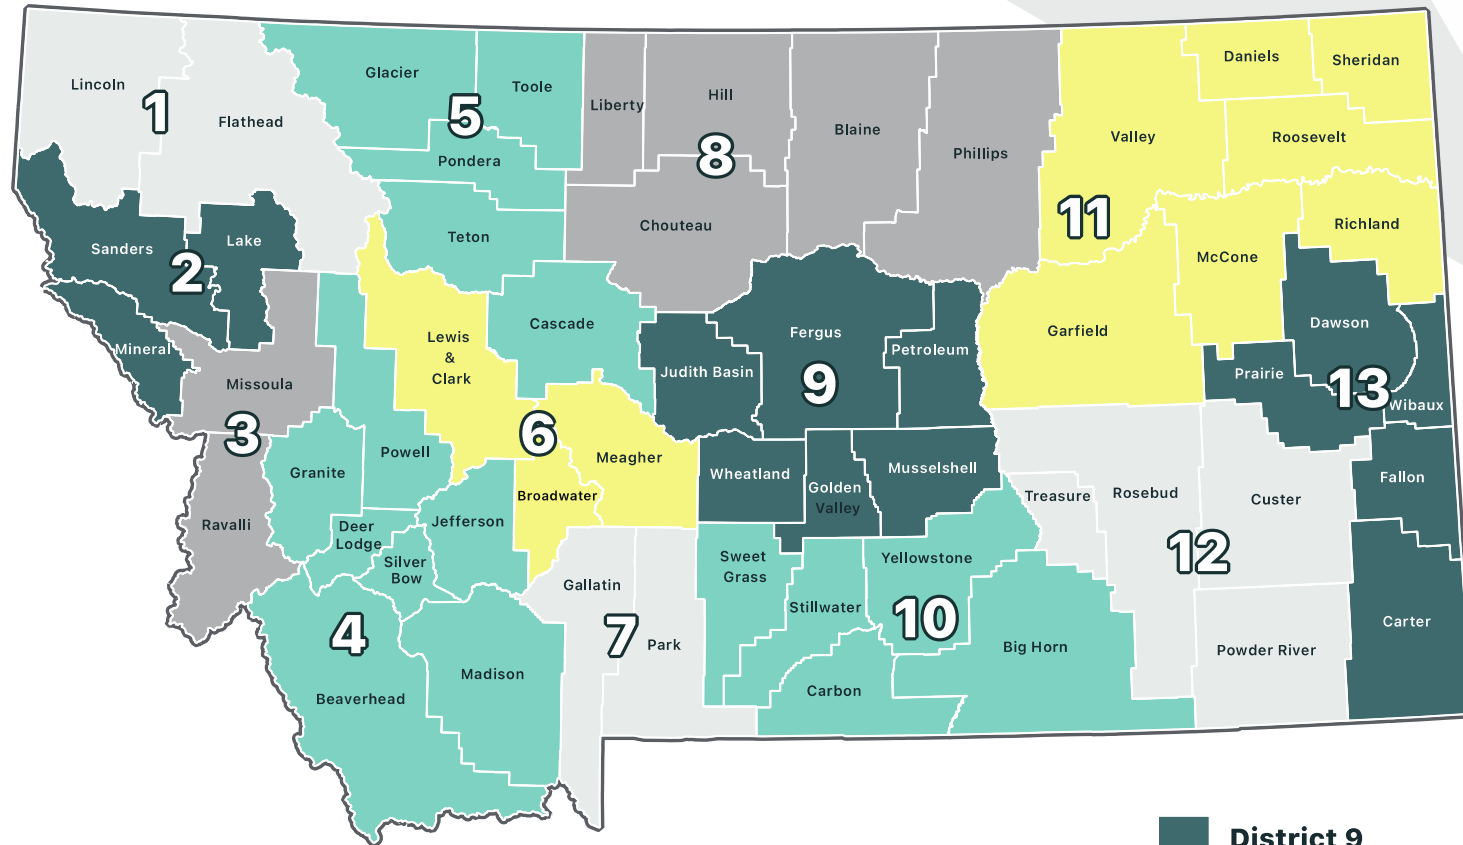 Lincoln
1
Flathead
Glacier
5
Toole
Pondera
Teton
Cascade
Liberty
Hill
8
Blaine
Phillips
Chouteau
Valley
Daniels
Sheridan
Roosevelt
11
Richland
McCone
Garfield
Sanders
Lake
2
Mineral
Missoula
3
Ravalli
Lewis
&
Clark
6
Meagher
Broadwater
Granite
Powell
Deer
Lodge
Silver
Bow
Jefferson
4
Beaverhead
Madison
Gallatin
7
Park
Judith Basin
Fergus
Petroleum
9
Wheatland
Golden
Valley
Musselshell
Sweet
Grass
Stillwater
Yellowstone
10
Carbon
Big Horn
Treasure
Rosebud
Custer
12
Powder River
Dawson
Prairie
13
Wibaux
Fallon
Carter
District 9